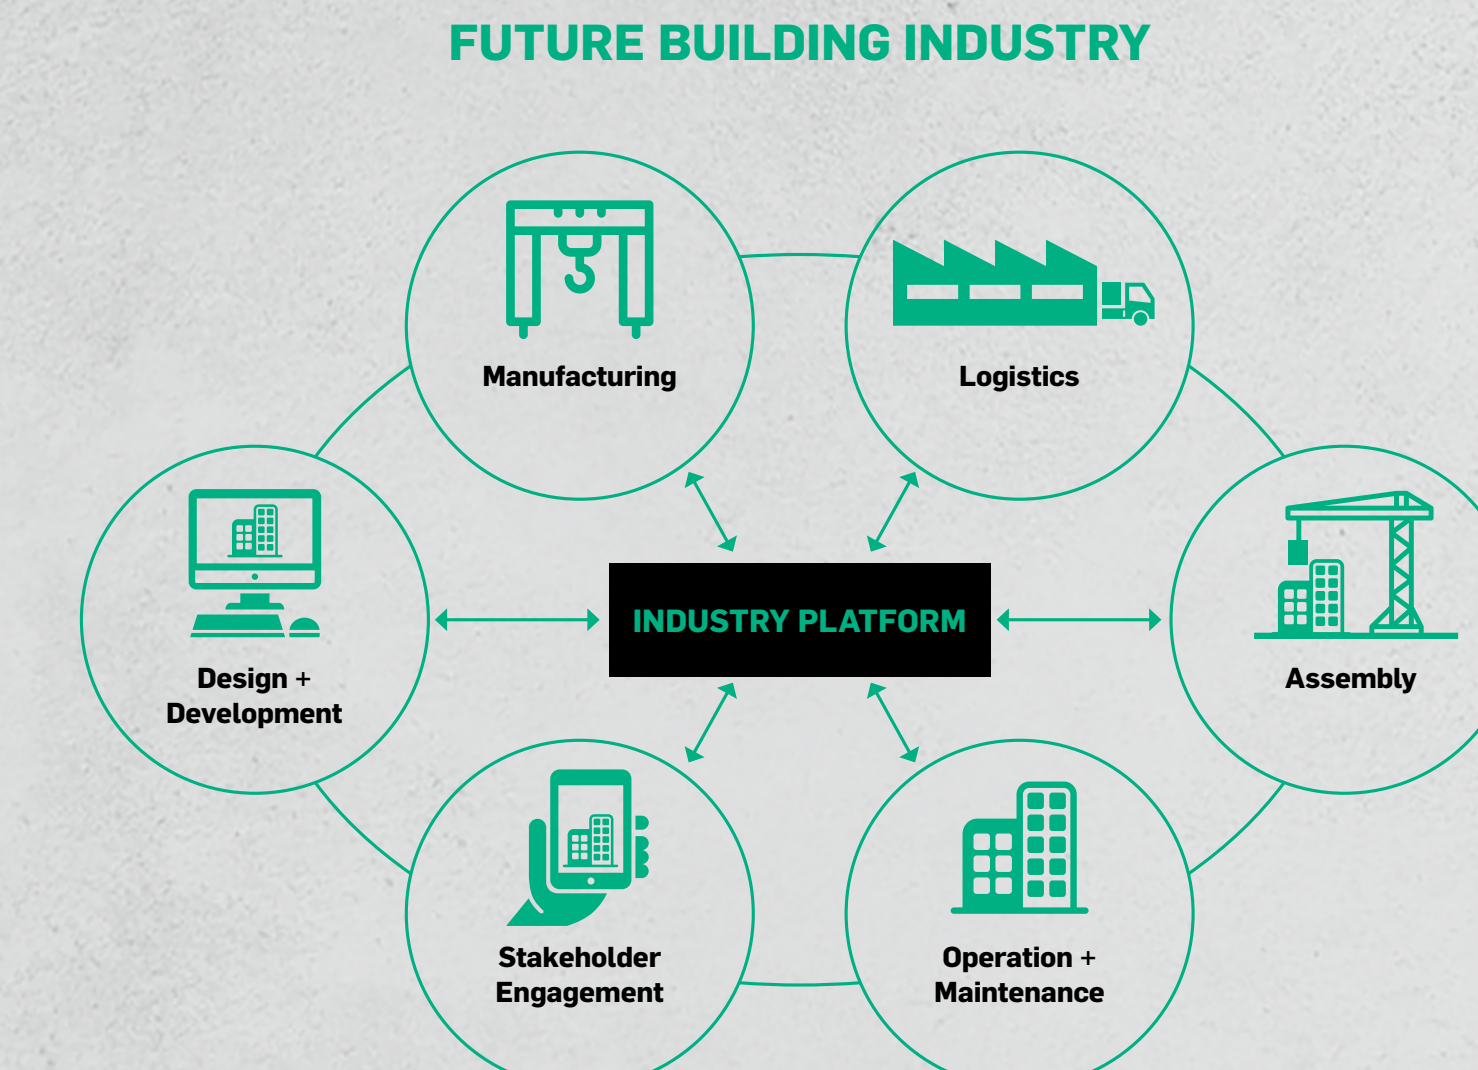 FUTURE BUILDING INDUSTRY
Manufacturing
Logistics
INDUSTRY PLATFORM
Design +
Development
Assembly
Stakeholder
Engagement
Operation +
Maintenance